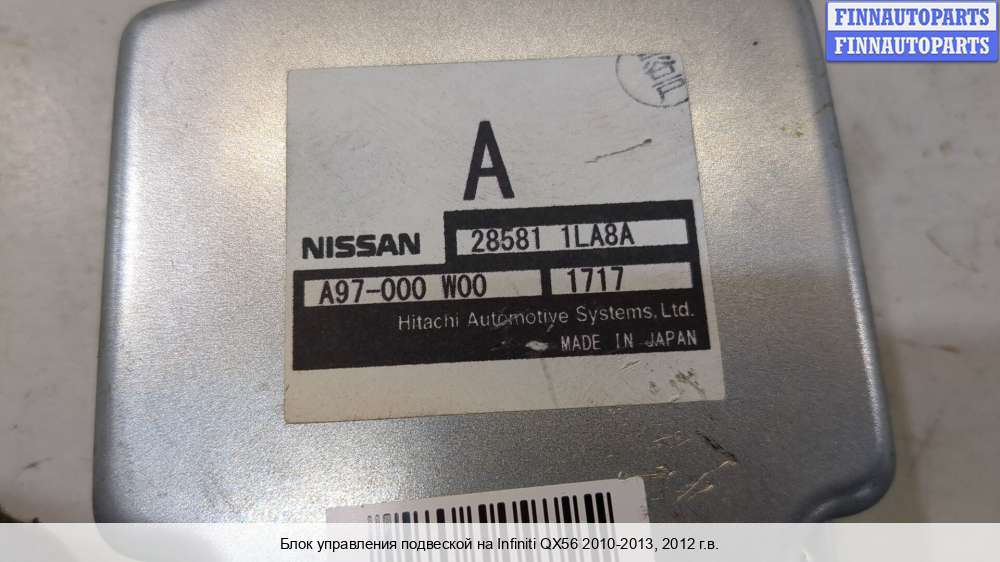 FINNAUTOPARTS
FINNAUTOPARTS
A
NISSAN 28581 1LA8A
A97-000 W00 1717
Hitachi Automotive Systems, Ltd.
MADE IN JAPAN
Блок управления подвеской на Infiniti QX56 2010-2013, 2012 г.в.